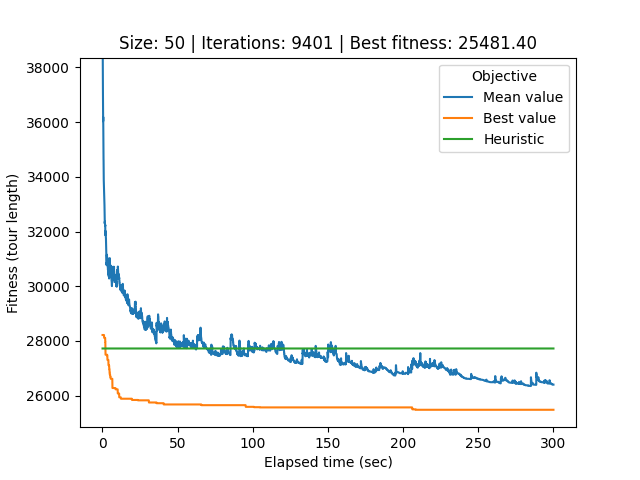 Size: 50 | Iterations: 9401 | Best fitness: 25481.40
Objective
Mean value
Best value
Heuristic
Fitness (tour length)
38000
36000
34000
32000
30000
28000
26000
0 50 100 150 200 250 300
Elapsed time (sec)